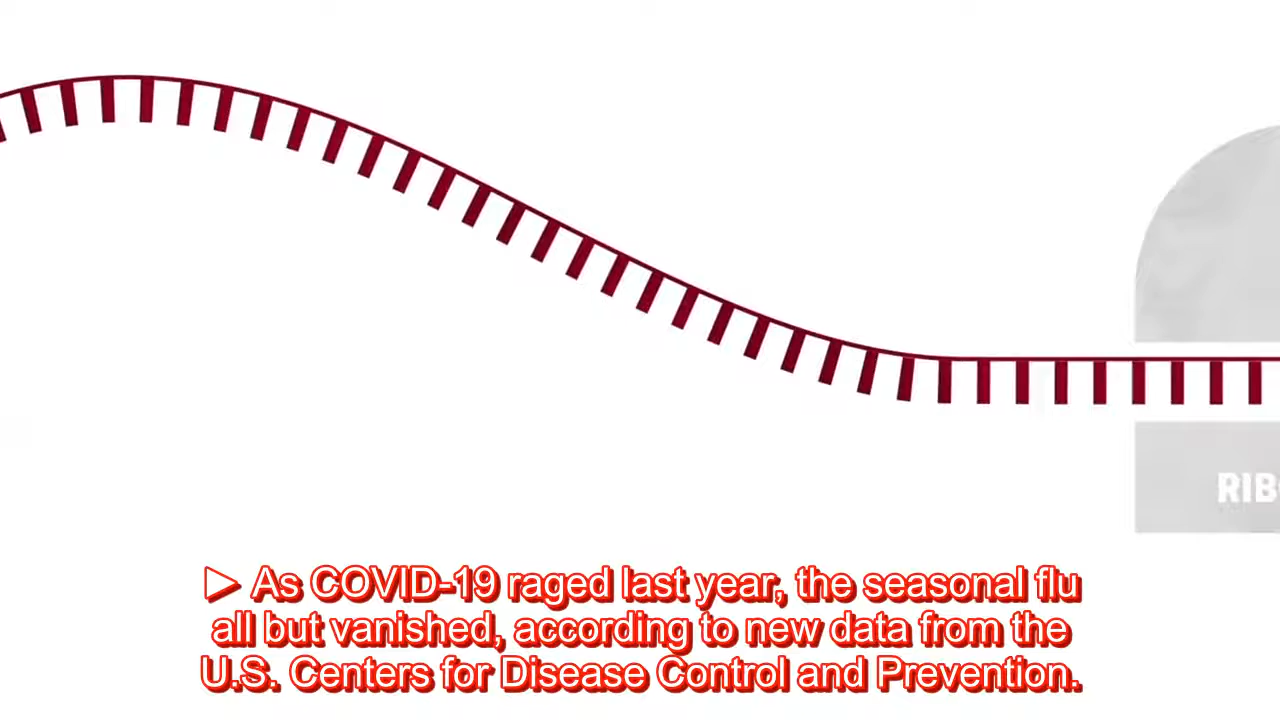 RIBO
► As COVID-19 raged last year, the seasonal flu
all but vanished, according to new data from the
U.S. Centers for Disease Control and Prevention.